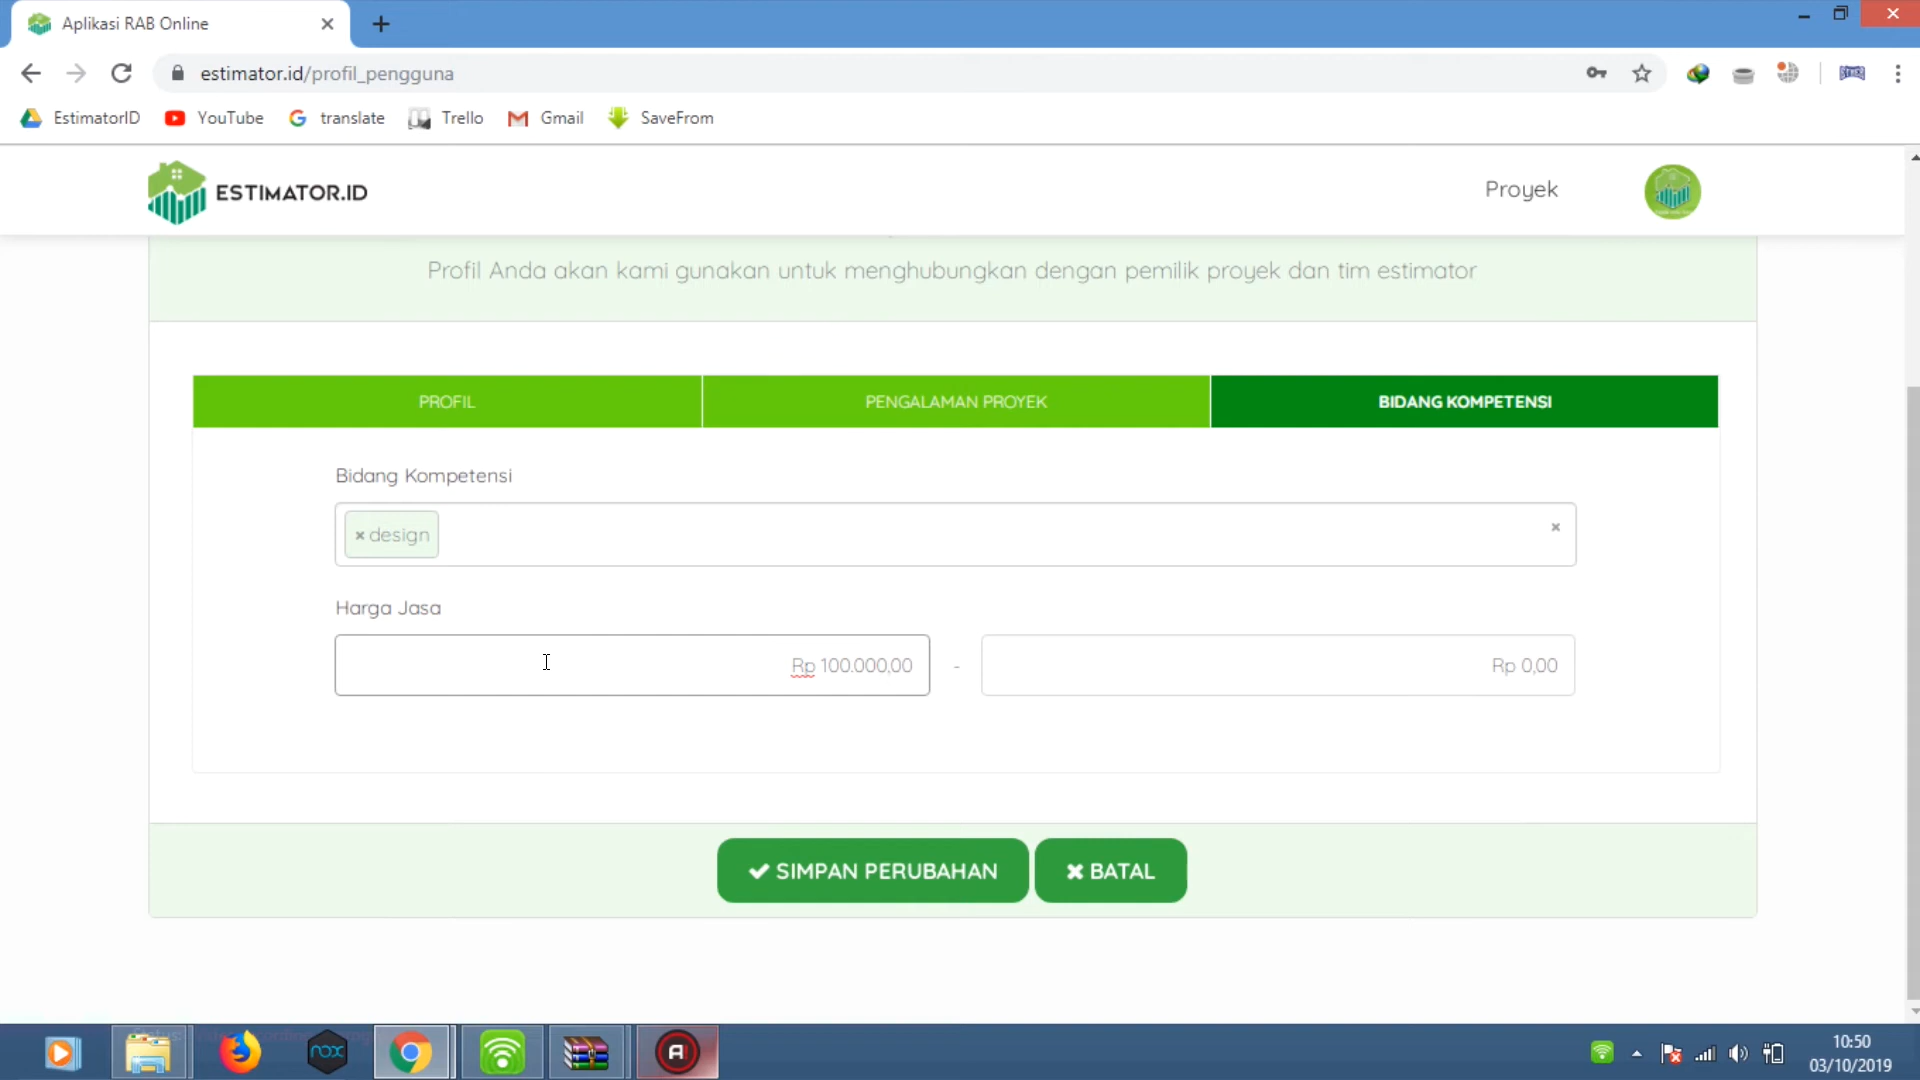 Aplikasi RAB Online
estimator.id/profil_pengguna
EstimatorID YouTube translate Trello Gmail SaveFrom
ESTIMATOR.ID
Proyek
Profil Anda akan kami gunakan untuk menghubungkan dengan pemilik proyek dan tim estimator
PROFIL PENGALAMAN PROYEK BIDANG KOMPETENSI
Bidang Kompetensi
× design ×
Harga Jasa
Rp 100.000,00 - Rp 0,00
SIMPAN PERUBAHAN BATAL
nox
10:50
03/10/2019